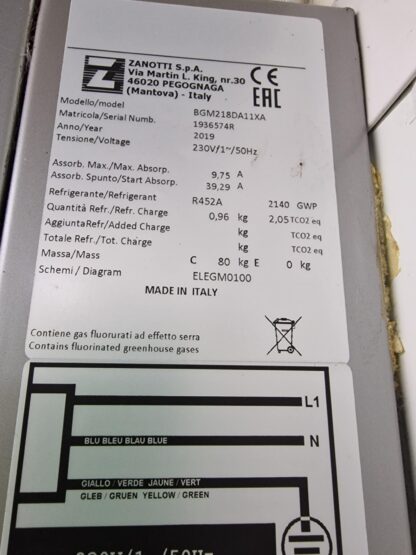 ZANOTTI S.p.A.
Via Martin L. King, nr.30
46020 PEGOGNAGA
(Mantova) - Italy
CE
EAC
Z
Modello/model BGM218DA11XA
Matricola/Serial Numb. 1936574R
Anno/Year 2019
Tensione/Voltage 230V/1~/50Hz
Assorb. Max./Max. Absorp. 9,75 A
Assorb. Spunto/Start Absorp. 39,29 A
Refrigerante/Refrigerant R452A 2140 GWP
Quantità Refr./Refr. Charge 0,96 kg 2,05 TCO2 eq
AggiuntaRefr/Added Charge kg TCO2 eq
Totale Refr./Tot. Charge kg TCO2 eq
Massa/Mass C 80 kg E 0 kg
Schemi / Diagram ELEGM0100
MADE IN ITALY
Contiene gas fluorurati ad effetto serra
Contains fluorinated greenhouse gases
L1
BLU BLEU BLAU BLUE N
GIALLO / VERDE JAUNE / VERT
GLEB / GRUEN YELLOW / GREEN